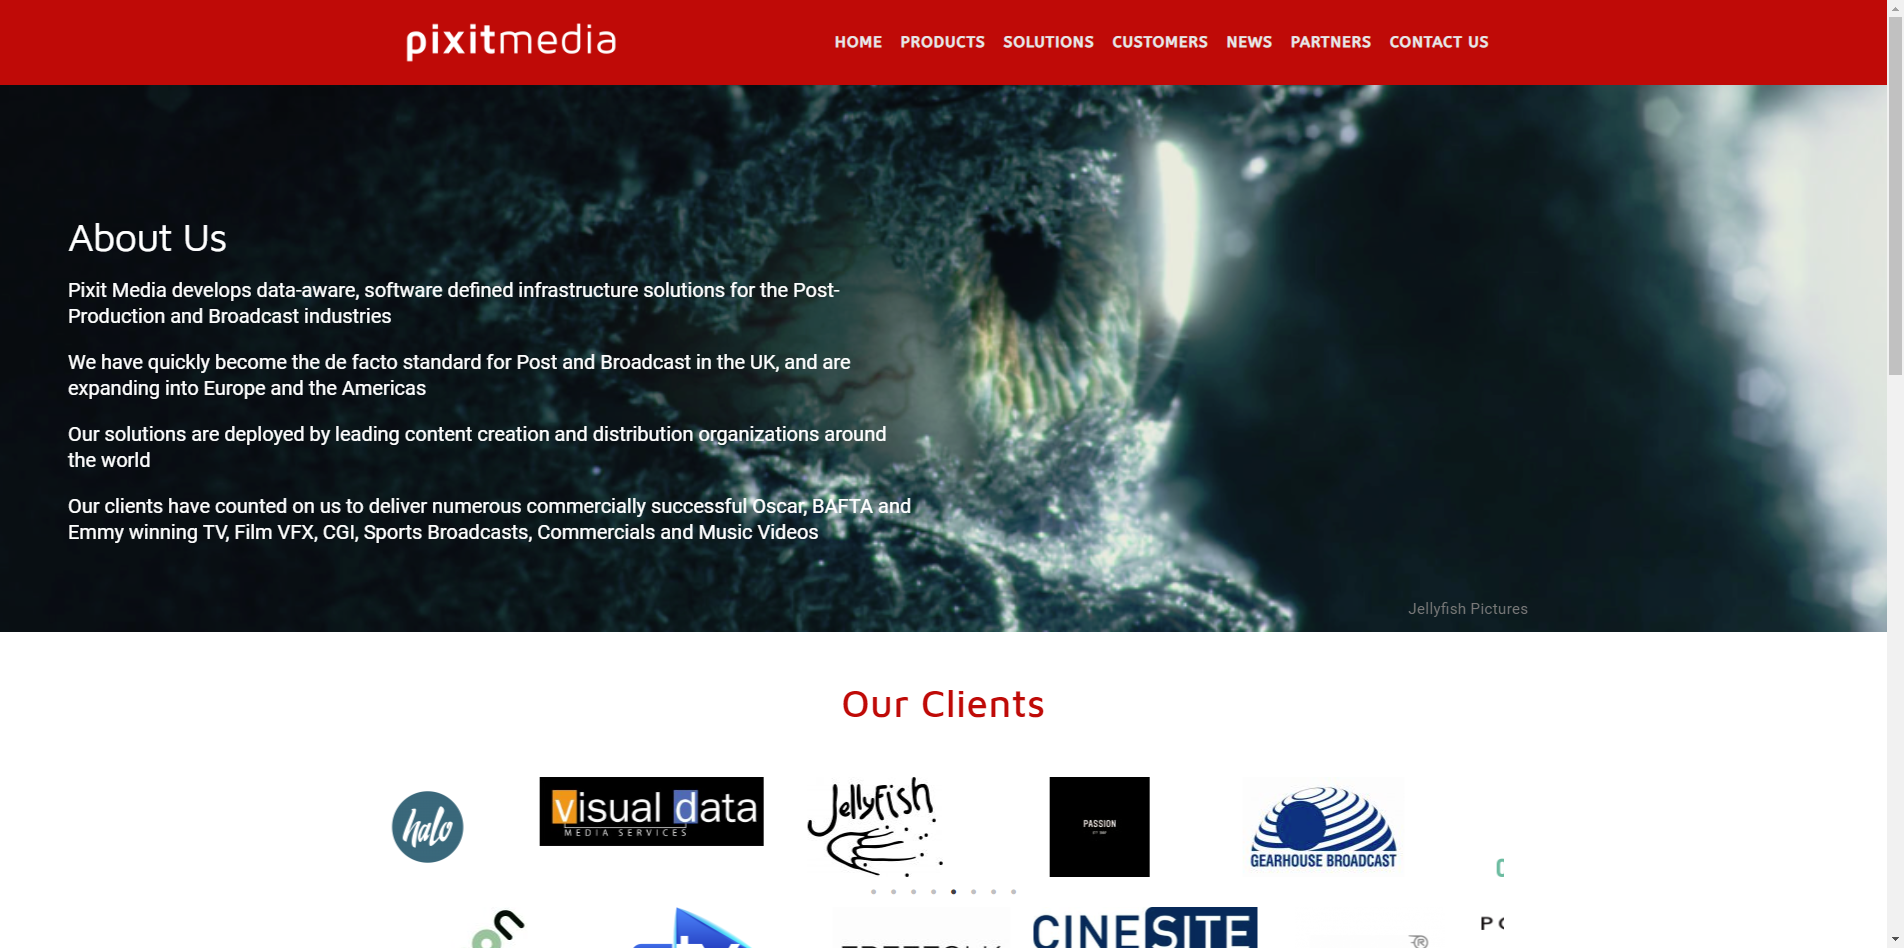 pixitmedia
HOME PRODUCTS SOLUTIONS CUSTOMERS NEWS PARTNERS CONTACT US
About Us
Pixit Media develops data-aware, software defined infrastructure solutions for the Post-
Production and Broadcast industries
We have quickly become the de facto standard for Post and Broadcast in the UK, and are
expanding into Europe and the Americas
Our solutions are deployed by leading content creation and distribution organizations around
the world
Our clients have counted on us to deliver numerous commercially successful Oscar, BAFTA and
Emmy winning TV, Film VFX, CGI, Sports Broadcasts, Commercials and Music Videos
Jellyfish Pictures
Our Clients
halo
visual data
MEDIA SERVICES
Jellyfish
PASSION
GEARHOUSE BROADCAST
CINESITE